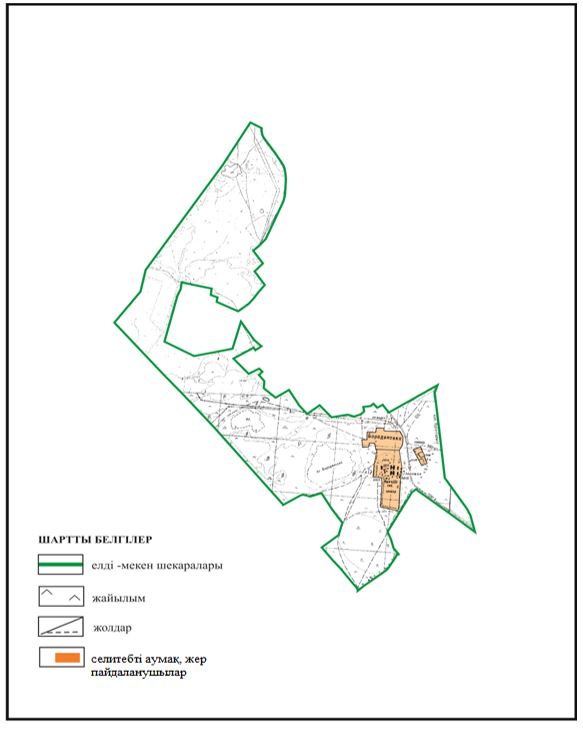 ШАРТТЫ БЕЛГІЛЕР
елді -мекен шекаралары
жайылым
жолдар
селитебті аумақ, жер
пайдаланушылар